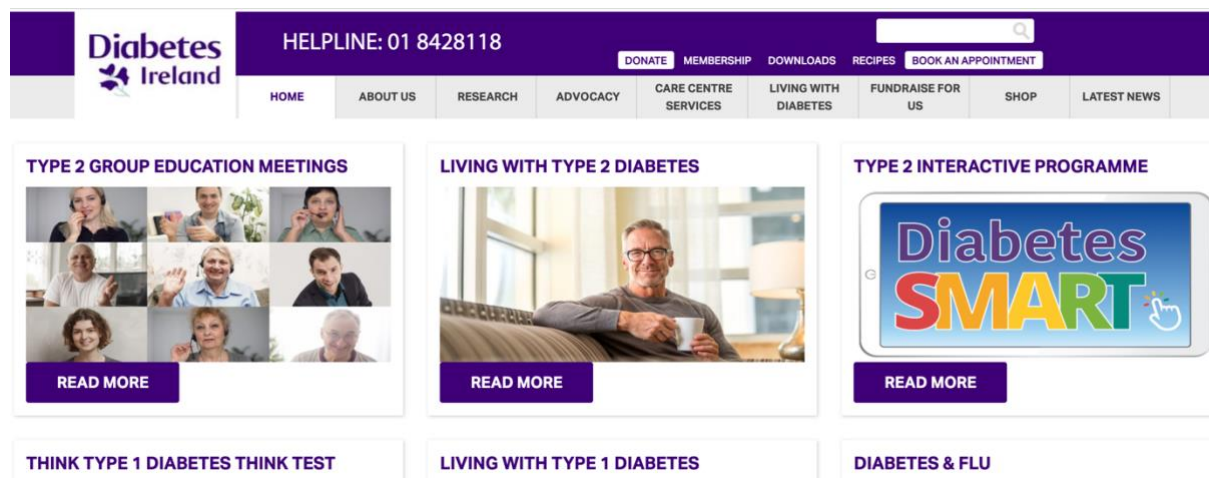 Diabetes
Ireland
HELPLINE: 01 8428118
DONATE MEMBERSHIP DOWNLOADS RECIPES BOOK AN APPOINTMENT
HOME
ABOUT US
RESEARCH
ADVOCACY
CARE CENTRE
SERVICES
LIVING WITH
DIABETES
FUNDRAISE FOR
US
SHOP
LATEST NEWS
TYPE 2 GROUP EDUCATION MEETINGS
READ MORE
LIVING WITH TYPE 2 DIABETES
READ MORE
TYPE 2 INTERACTIVE PROGRAMME
Diabetes
SMART
READ MORE
THINK TYPE 1 DIABETES THINK TEST
LIVING WITH TYPE 1 DIABETES
DIABETES & FLU